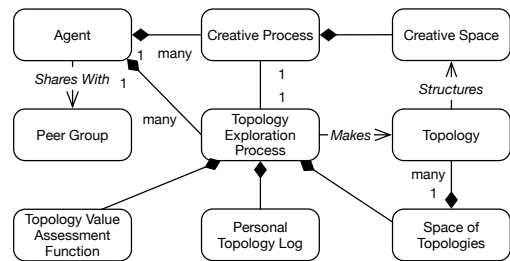 Agent
Creative Process
Creative Space
1
many
1
Shares With
1
Structures
Peer Group
many
1
Topology
Exploration
Process
Makes
Topology
many
1
Topology Value
Assessment
Function
Personal
Topology Log
Space of
Topologies